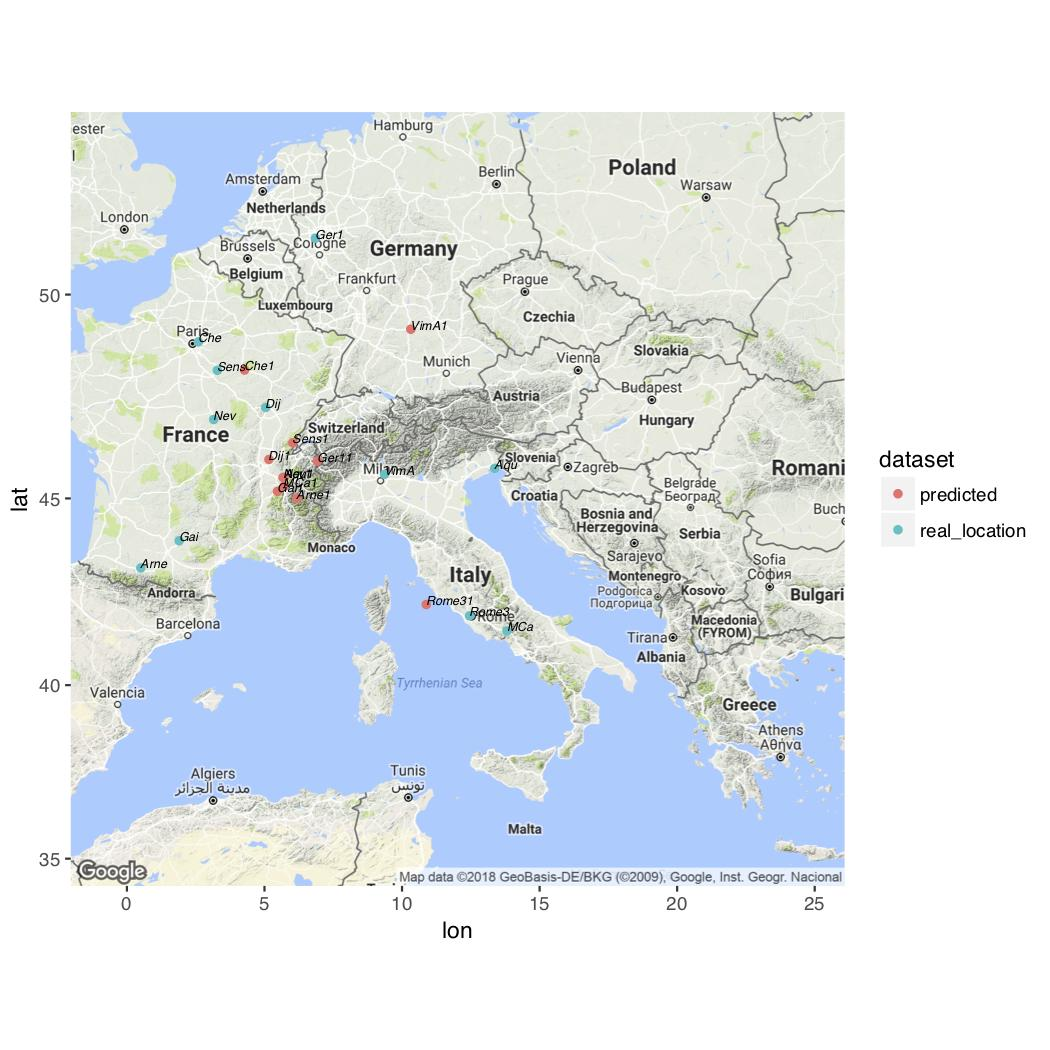 ester
l
Hamburg
Amsterdam
Netherlands
Berlin
Poland
Warsaw
London
Ger1
Cologne
Brussels
Belgium
Germany
Frankfurt
Luxembourg
Prague
Czechia
50
VimA1
Paris
Che
Munich
Vienna
Slovakia
Sens
Che1
Budapest
Austria
Hungary
Dij
Nev
France
Switzerland
Sens1
Dij1
Ger11
VimA
Aqu
Slovenia
Zagreb
Romani
MCa1
Arne1
45
Croatia
Belgrade
Београд
Buch
Bosnia and
Herzegovina
Serbia
Gai
Monaco
Sarajevo
Sofia
София
Arne
Andorra
Italy
Montenegro
Podgorica
Подгорица
Kosovo
Bulgari
Barcelona
Rome31
Rome3
Rome
MCa
Macedonia
(FYROM)
Tirana
Albania
40
Valencia
Tyrrhenian Sea
Greece
Athens
Αθήνα
Algiers
مدينة الجزائر
Tunis
تونس
Malta
35
Google
Map data ©2018 GeoBasis-DE/BKG (©2009), Google, Inst. Geogr. Nacional
0
5
10
15
20
25
lon
lat
dataset
predicted
real_location